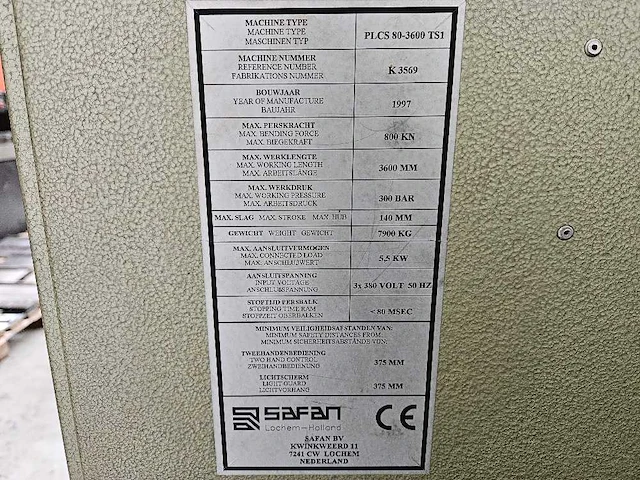 MACHINE TYPE
MACHINE TYPE PLCS 80-3600 TS1
MASCHINEN TYP
MACHINE NUMMER
REFERENCE NUMBER K 3569
FABRIKATIONS NUMMER
BOUWJAAR
YEAR OF MANUFACTURE 1997
BAUJAHR
MAX. PERSKRACHT
MAX. BENDING FORCE 800 KN
MAX. BIEGEKRAFT
MAX. WERKLENGTE
MAX. WORKING LENGTH 3600 MM
MAX. ARBEITSLÄNGE
MAX. WERKDRUK
MAX. WORKING PRESSURE 300 BAR
MAX. ARBEITSDRUCK
MAX. SLAG MAX. STROKE MAX HUB 140 MM
GEWICHT WEIGHT GEWICHT 7900 KG
MAX. AANSLUITVERMOGEN
MAX. CONNECTED LOAD 5,5 KW
MAX. ANSCHLUßWERT
AANSLUITSPANNING
INPUT VOLTAGE 3x 380 VOLT 50 HZ
ANSCHLUßSPANNUNG
STOPTIJD PERSBALK
STOPPING TIME RAM < 80 MSEC
STOPPZEIT OBERBALKEN
MINIMUM VEILIGHEIDSAFSTANDEN VAN:
MINIMUM SAFETY DISTANCES FROM:
MINIMUM SICHERHEITSABSTÄNDE VON:
TWEEHANDENBEDIENING
TWO HAND CONTROL 375 MM
ZWEIHANDBEDIENUNG
LICHTSCHERM
LIGHT GUARD 375 MM
LICHTVORHANG
SAFAN CE
Lochem-Holland
SAFAN BV
KWINKWEERD 11
7241 CW LOCHEM
NEDERLAND